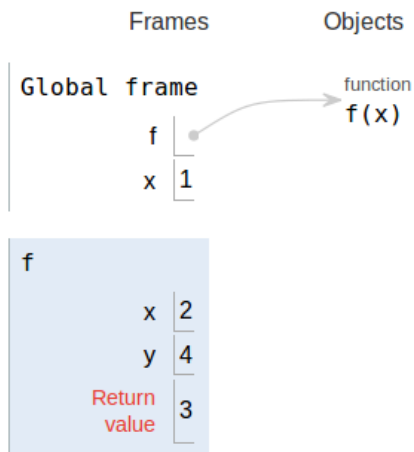 Frames Objects
Global frame
function
f(x)
f
x 1
f
x 2
y 4
Return
value 3